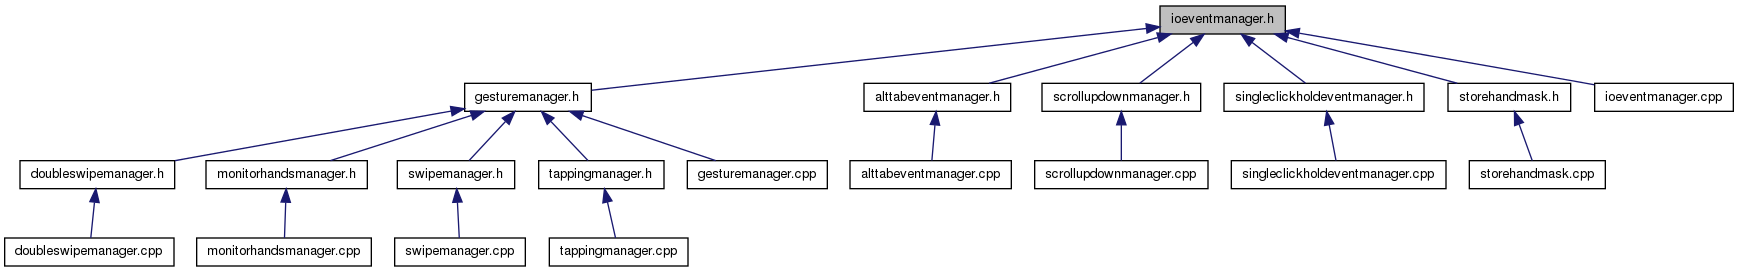 ioeventmanager.h
gesturemanager.h
alttabeventmanager.h
scrollupdownmanager.h
singleclickholdeventmanager.h
storehandmask.h
ioeventmanager.cpp
doubleswipemanager.h
monitorhandsmanager.h
swipemanager.h
tappingmanager.h
gesturemanager.cpp
alttabeventmanager.cpp
scrollupdownmanager.cpp
singleclickholdeventmanager.cpp
storehandmask.cpp
doubleswipemanager.cpp
monitorhandsmanager.cpp
swipemanager.cpp
tappingmanager.cpp